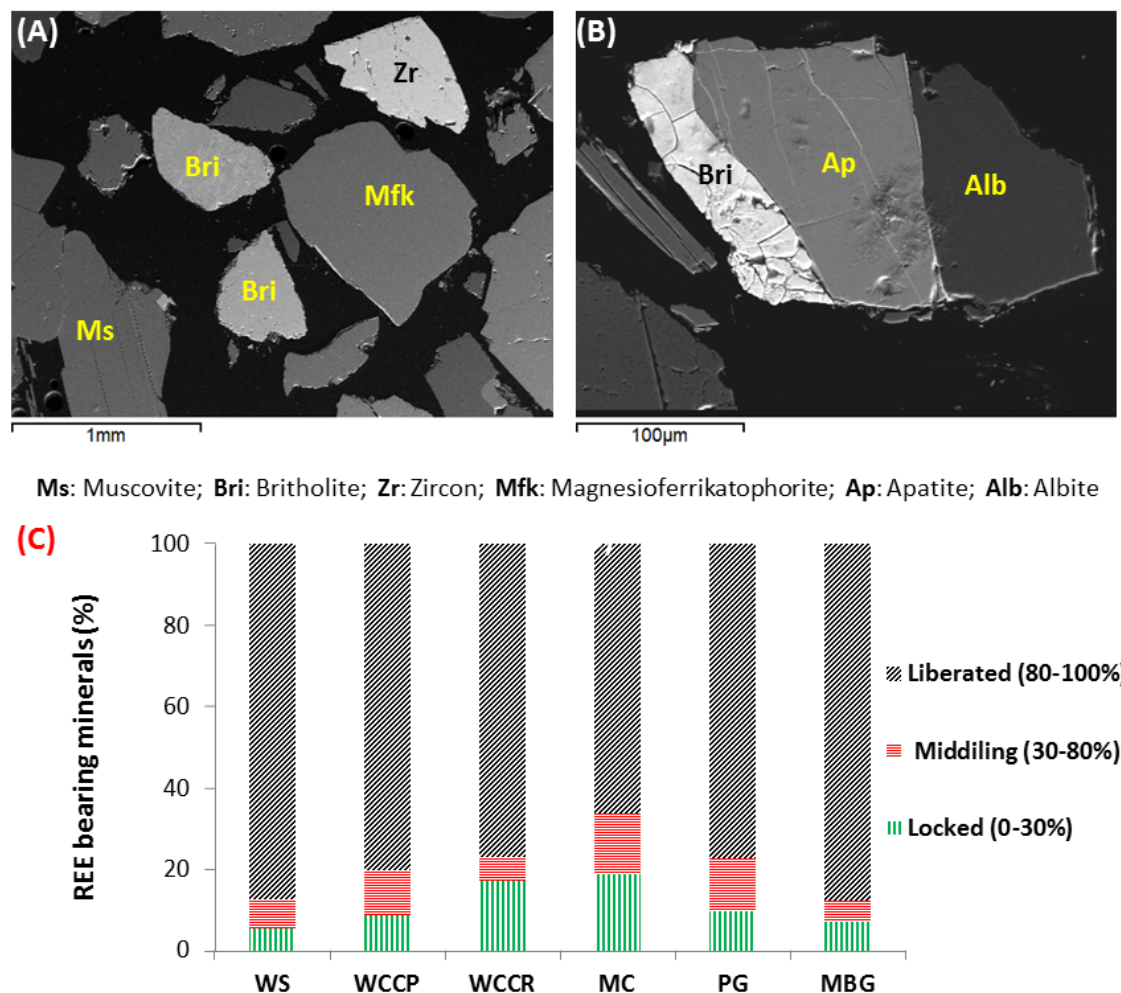 (A)
Zr
Bri
Mfk
Bri
Ms
1mm
(B)
Bri
Ap
Alb
100µm
Ms: Muscovite; Bri: Britholite; Zr: Zircon; Mfk: Magnesioferrikatophorite; Ap: Apatite; Alb: Albite
(C)
REE bearing minerals (%)
100
80
60
40
20
0
WS WCCP WCCR MC PG MBG
Liberated (80-100%)
Middiling (30-80%)
Locked (0-30%)